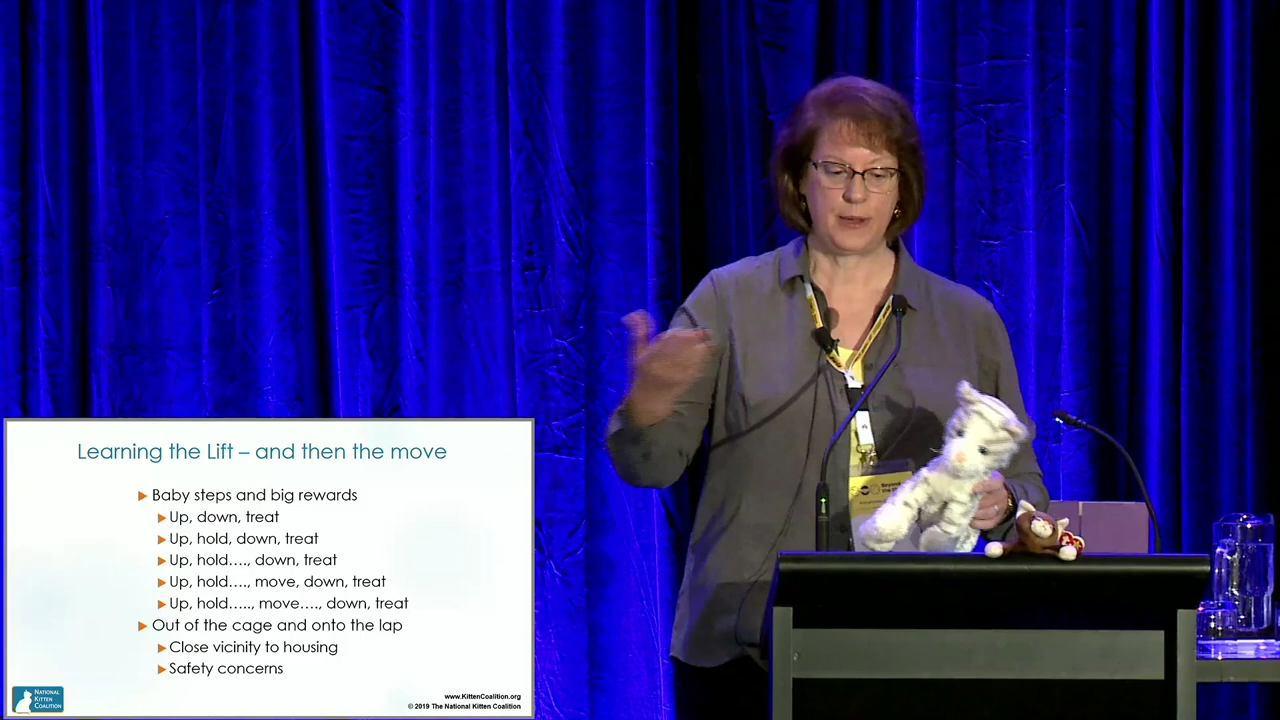 Learning the Lift – and then the move
Baby steps and big rewards
Up, down, treat
Up, hold, down, treat
Up, hold…., down, treat
Up, hold…., move, down, treat
Up, hold….., move…., down, treat
Out of the cage and onto the lap
Close vicinity to housing
Safety concerns
NATIONAL
KITTEN
COALITION
www.KittenCoalition.org
© 2019 The National Kitten Coalition
Beyond